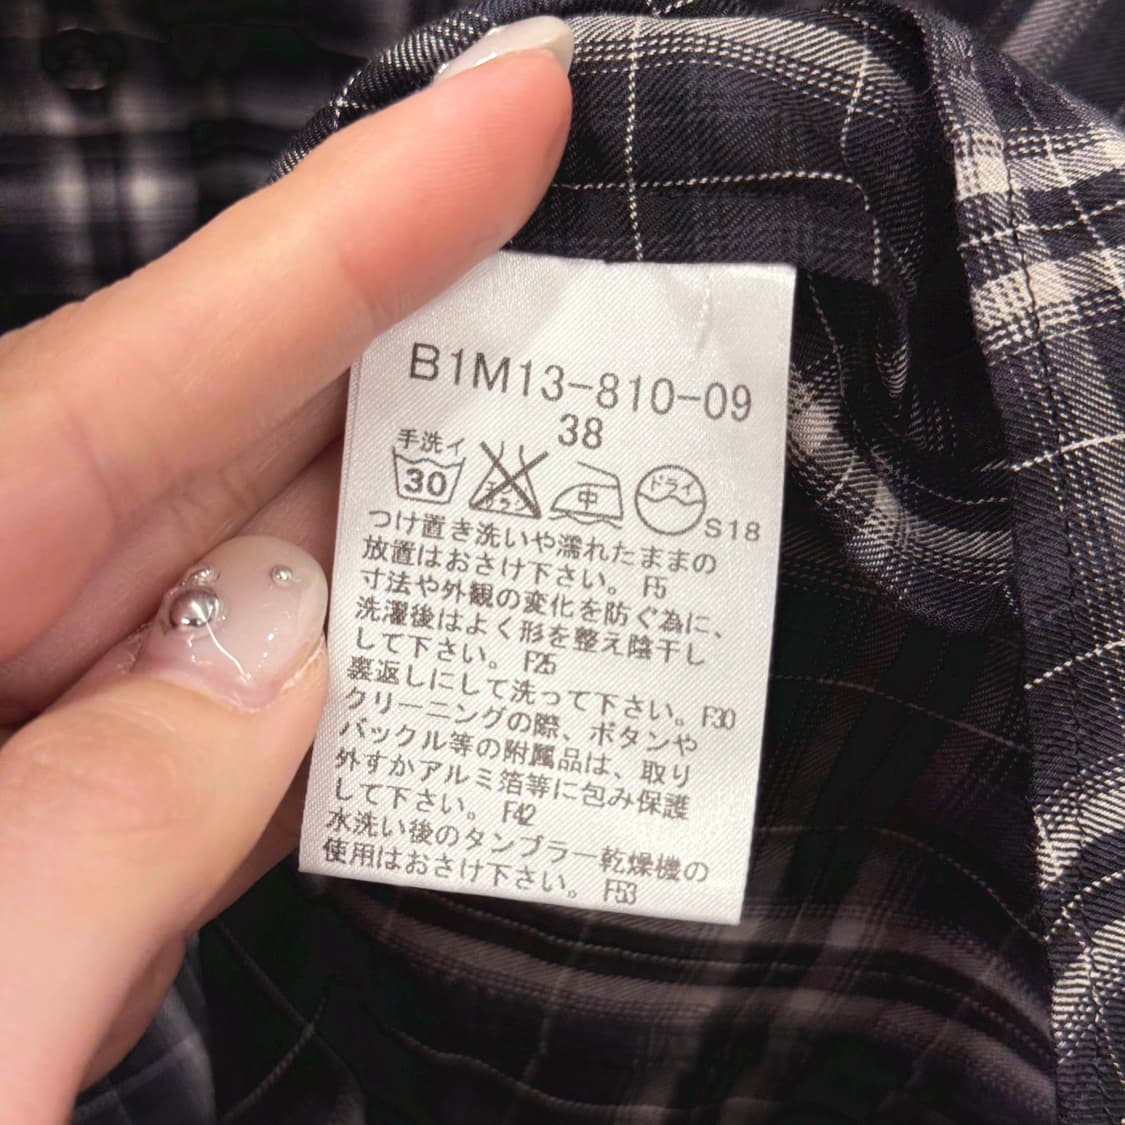 B1M13-810-09
38
手洗イ
30
エンソ
サラシ
中
ドライ
S18
つけ置き洗いや濡れたままの
放置はおさけ下さい。 F5
寸法や外観の変化を防ぐ為に、
洗濯後はよく形を整え陰干し
して下さい。 F25
裏返しにして洗って下さい。 F30
クリーニングの際、ボタンや
バックル等の附属品は、取り
外すかアルミ箔等に包み保護
して下さい。 F42
水洗い後のタンブラー乾燥機の
使用はおさけ下さい。 F53